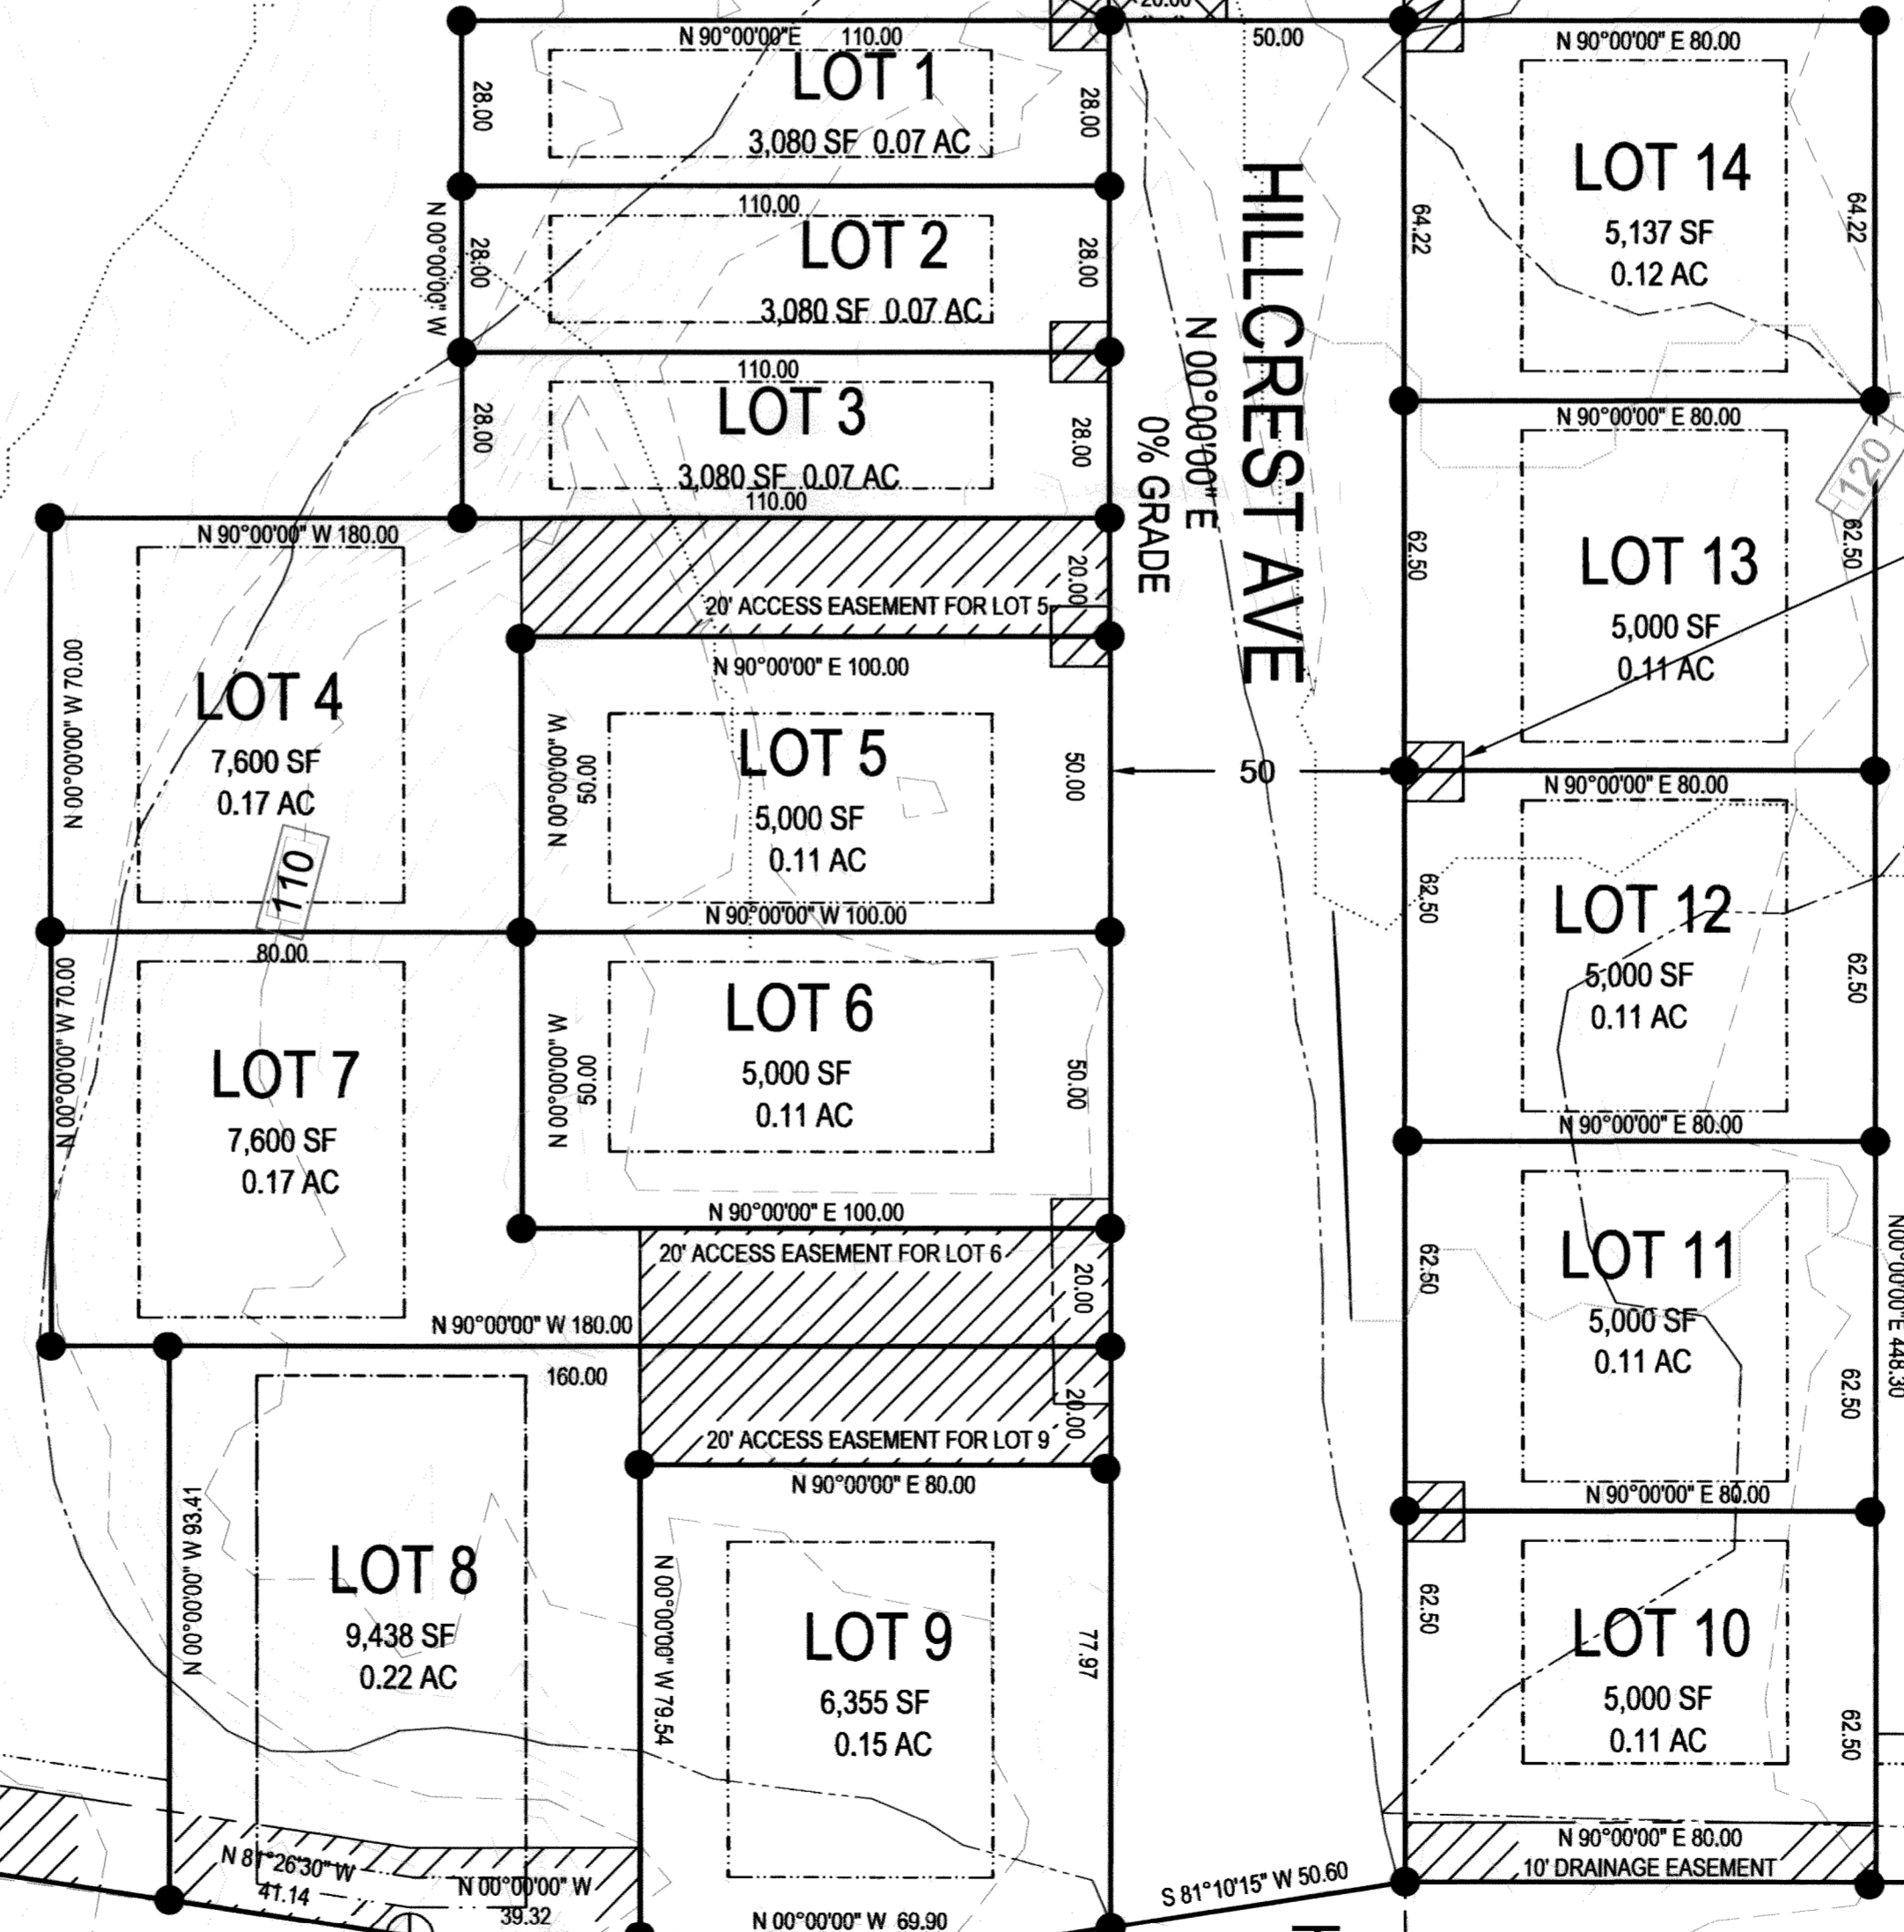 20.00
N 90°00'00"E 110.00
50.00
N 90°00'00" E 80.00
LOT 1
3,080 SF 0.07 AC
28.00
28.00
110.00
LOT 2
3,080 SF 0.07 AC
28.00
28.00
N 00°00'00" W
110.00
LOT 3
3,080 SF 0.07 AC
28.00
28.00
110.00
HILLCREST AVE
N 00°00'00" E
0% GRADE
LOT 14
5,137 SF
0.12 AC
64.22
64.22
N 90°00'00" E 80.00
120
LOT 13
5,000 SF
0.11 AC
62.50
62.50
N 90°00'00" W 180.00
20' ACCESS EASEMENT FOR LOT 5
20.00
N 90°00'00" E 100.00
LOT 4
7,600 SF
0.17 AC
N 00°00'00" W 70.00
110
LOT 5
5,000 SF
0.11 AC
N 00°00'00" W
50.00
50.00
50
N 90°00'00" E 80.00
N 90°00'00" W 100.00
80.00
LOT 12
5,000 SF
0.11 AC
62.50
62.50
LOT 6
5,000 SF
0.11 AC
N 00°00'00" W
50.00
50.00
LOT 7
7,600 SF
0.17 AC
N 00°00'00" W 70.00
N 90°00'00" E 80.00
N 90°00'00" E 100.00
20' ACCESS EASEMENT FOR LOT 6
20.00
LOT 11
5,000 SF
0.11 AC
62.50
62.50
N00°00'00"E 448.30
N 90°00'00" W 180.00
160.00
20.00
20' ACCESS EASEMENT FOR LOT 9
N 90°00'00" E 80.00
N 90°00'00" E 80.00
LOT 8
9,438 SF
0.22 AC
N 00°00'00" W 93.41
LOT 9
6,355 SF
0.15 AC
N 00°00'00" W 79.54
77.97
LOT 10
5,000 SF
0.11 AC
62.50
62.50
N 90°00'00" E 80.00
10' DRAINAGE EASEMENT
N 81°26'30" W
41.14
N 00°00'00" W
39.32
N 00°00'00" W 69.90
S 81°10'15" W 50.60